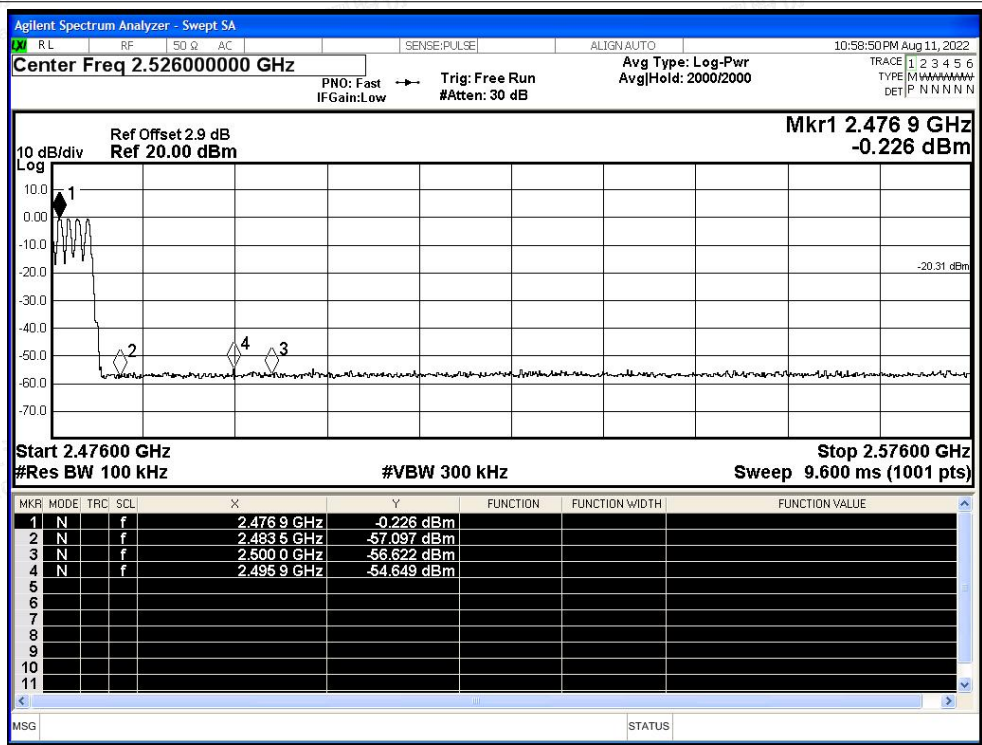 Agilent Spectrum Analyzer - Swept SA
LXI RL RF 50 Ω AC SENSE:PULSE ALIGN AUTO 10:58:50 PM Aug 11, 2022
Center Freq 2.526000000 GHz
PNO: Fast
IFGain:Low
Trig: Free Run
#Atten: 30 dB
Avg Type: Log-Pwr
Avg|Hold: 2000/2000
TRACE 1 2 3 4 5 6
TYPE M
DET P N N N N N
Mkr1 2.476 9 GHz
-0.226 dBm
Ref Offset 2.9 dB
10 dB/div Ref 20.00 dBm
Log
10.0
0.00
-10.0
-20.0
-30.0
-40.0
-50.0
-60.0
-70.0
1
-20.31 dBm
2
4
3
Start 2.47600 GHz Stop 2.57600 GHz
#Res BW 100 kHz #VBW 300 kHz Sweep 9.600 ms (1001 pts)
MKR MODE TRC SCL X Y FUNCTION FUNCTION WIDTH FUNCTION VALUE
1 N f 2.476 9 GHz -0.226 dBm
2 N f 2.483 5 GHz -57.097 dBm
3 N f 2.500 0 GHz -56.622 dBm
4 N f 2.495 9 GHz -54.649 dBm
5
6
7
8
9
10
11
MSG STATUS